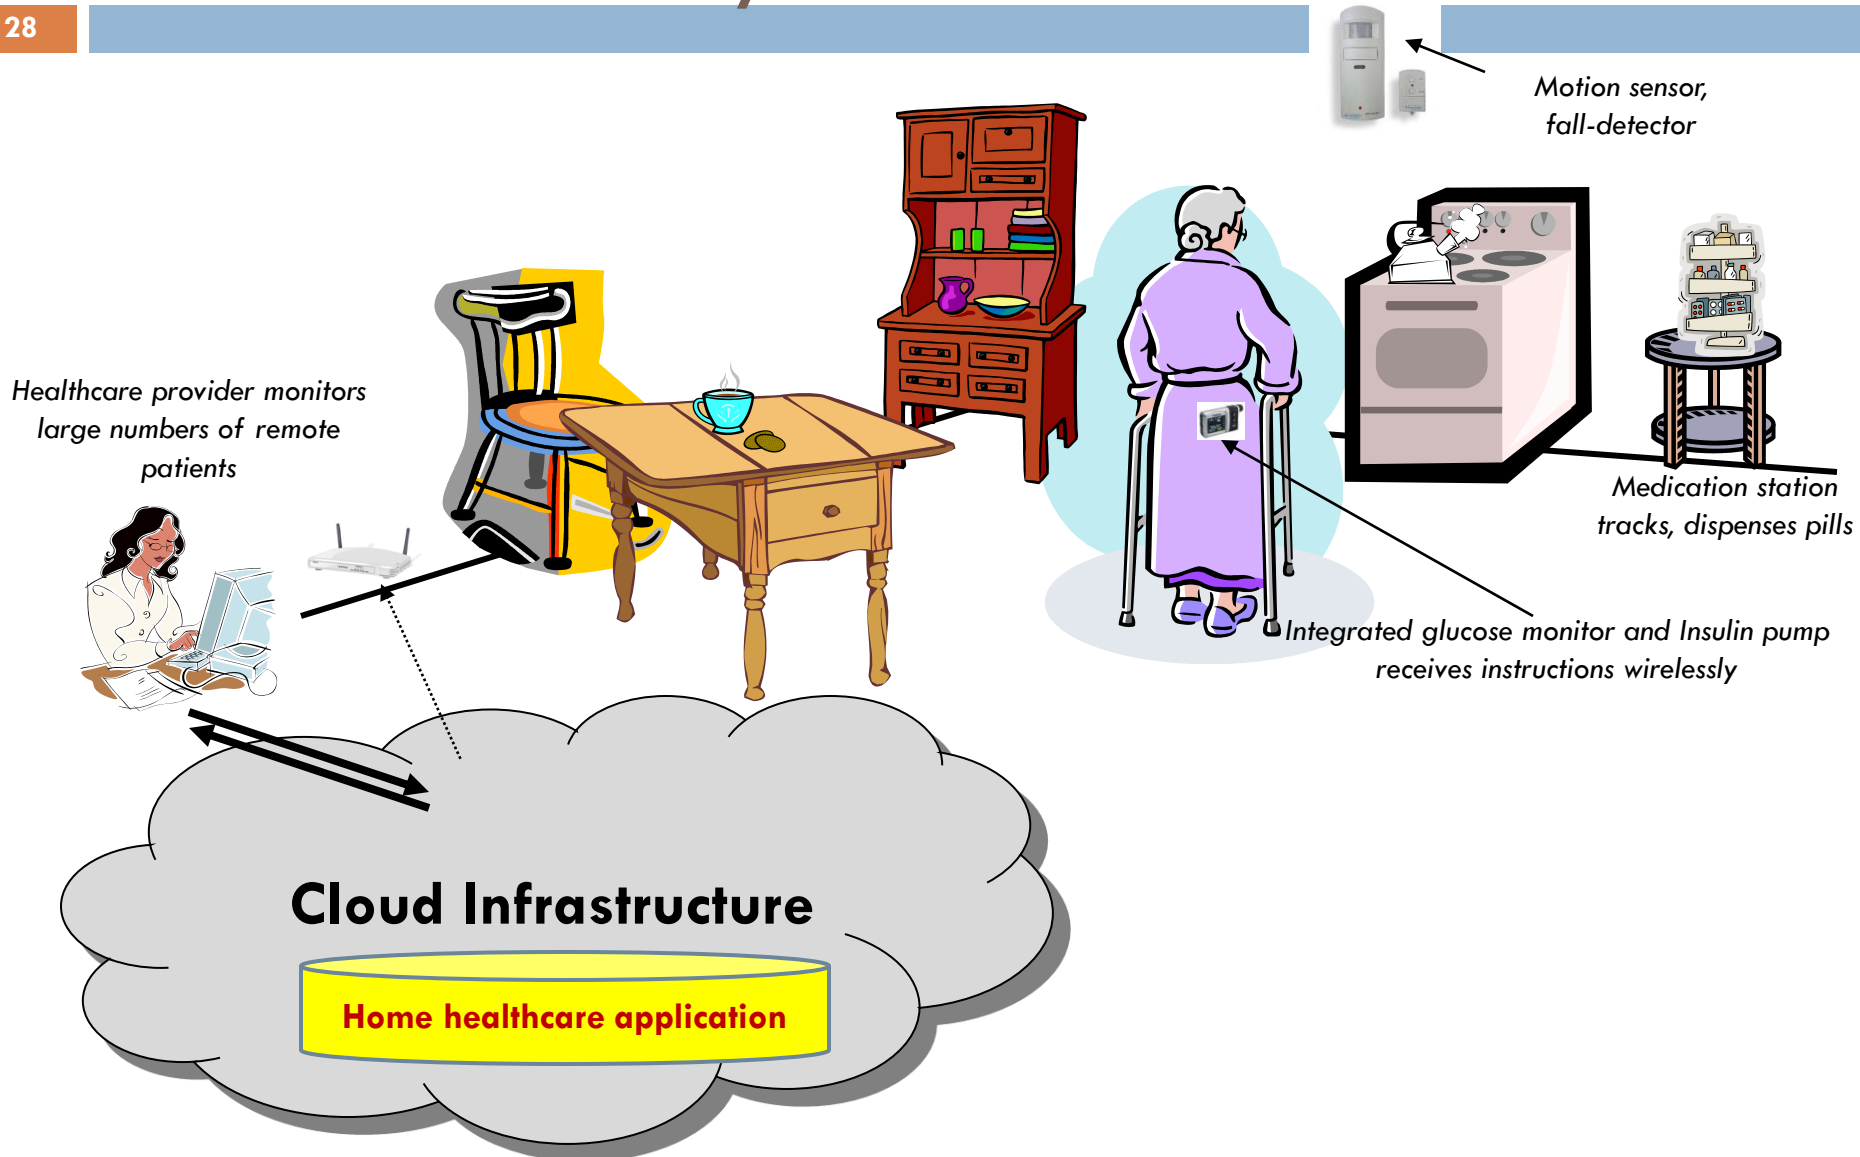 28
Motion sensor,
fall-detector
Healthcare provider monitors
large numbers of remote
patients
Medication station
tracks, dispenses pills
Integrated glucose monitor and Insulin pump
receives instructions wirelessly
Cloud Infrastructure
Home healthcare application